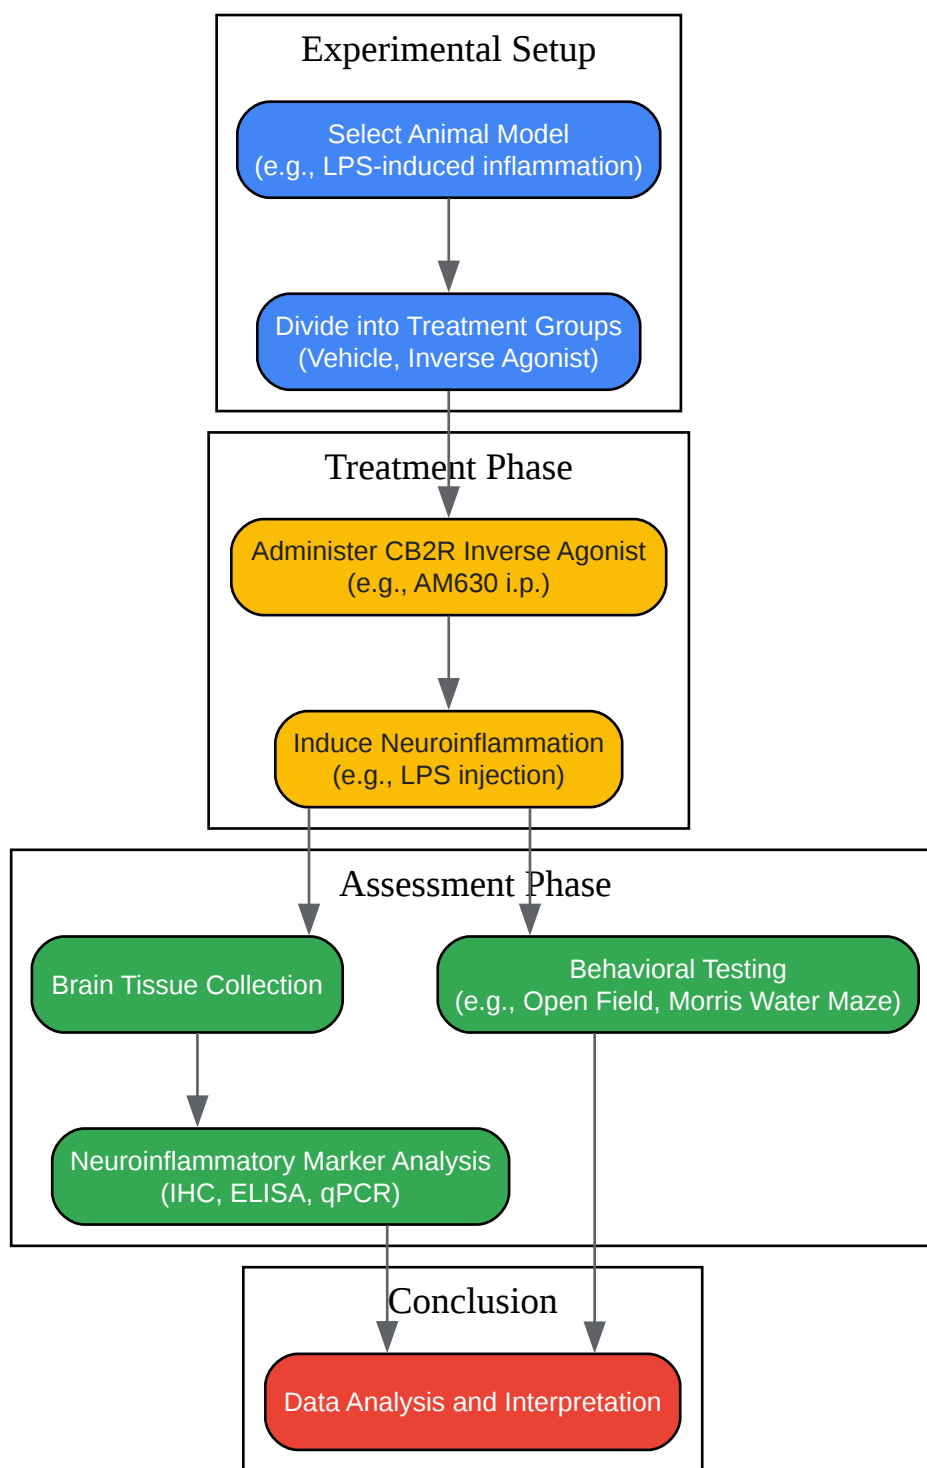 Experimental Setup
Select Animal Model
(e.g., LPS-induced inflammation)
Divide into Treatment Groups
(Vehicle, Inverse Agonist)
Treatment Phase
Administer CB2R Inverse Agonist
(e.g., AM630 i.p.)
Induce Neuroinflammation
(e.g., LPS injection)
Assessment Phase
Brain Tissue Collection
Behavioral Testing
(e.g., Open Field, Morris Water Maze)
Neuroinflammatory Marker Analysis
(IHC, ELISA, qPCR)
Conclusion
Data Analysis and Interpretation